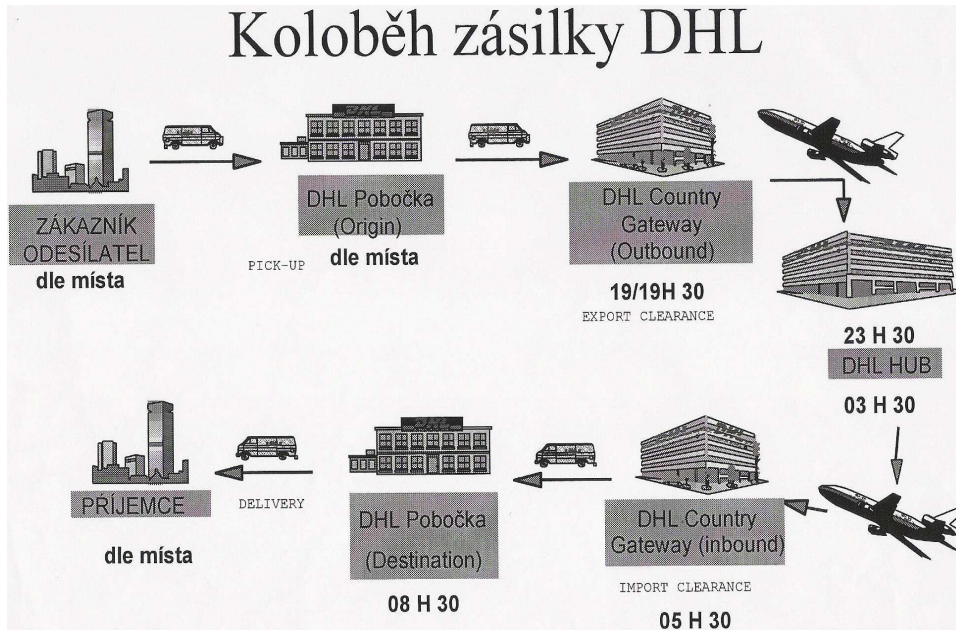 Koloběh zásilky DHL
DHL
ZÁKAZNÍK
ODESÍLATEL
dle místa
PICK-UP
DHL Pobočka
(Origin)
dle místa
DHL Country
Gateway
(Outbound)
19/19H 30
EXPORT CLEARANCE
23 H 30
DHL HUB
03 H 30
DHL
PŘÍJEMCE
dle místa
DELIVERY
DHL Pobočka
(Destination)
08 H 30
DHL Country
Gateway (inbound)
IMPORT CLEARANCE
05 H 30